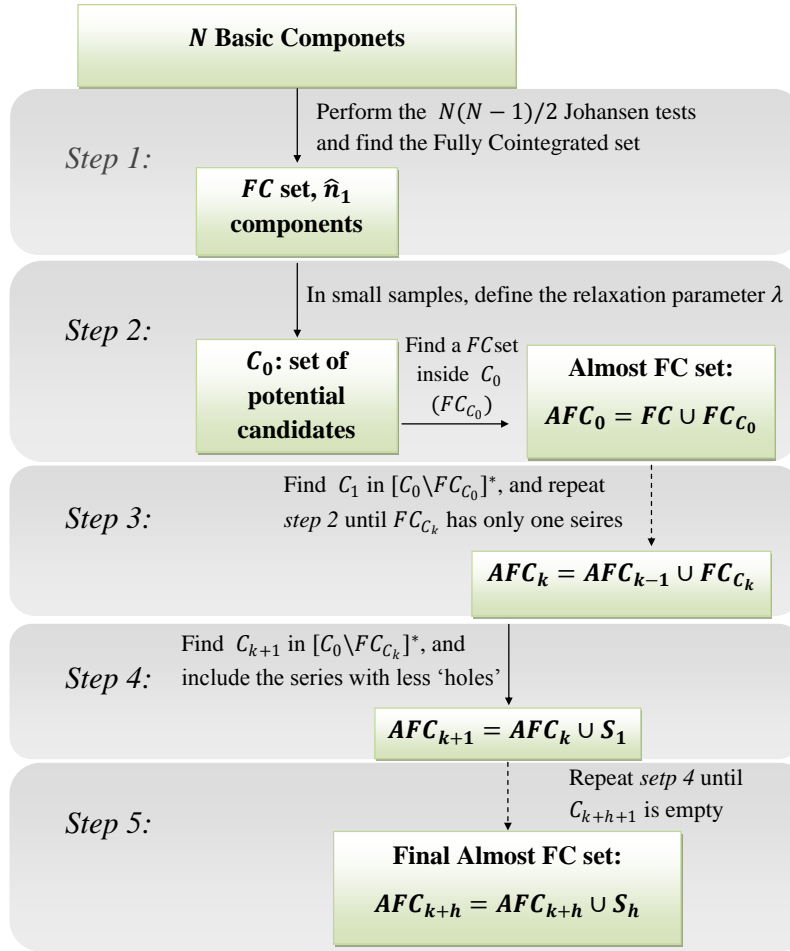 N Basic Componets
Perform the N(N − 1)/2 Johansen tests
and find the Fully Cointegrated set
Step 1:
FC set, n̂₁
components
In small samples, define the relaxation parameter λ
Step 2:
C₀: set of
potential
candidates
Find a FCset
inside C₀
(FC_{C₀})
Almost FC set:
AFC₀ = FC ∪ FC_{C₀}
Find C₁ in [C₀\FC_{C₀}]*, and repeat
step 2 until FC_{Cₖ} has only one seires
Step 3:
AFCₖ = AFCₖ₋₁ ∪ FC_{Cₖ}
Find Cₖ₊₁ in [C₀\FC_{Cₖ}]*, and
include the series with less ‘holes’
Step 4:
AFCₖ₊₁ = AFCₖ ∪ S₁
Repeat setp 4 until
Cₖ₊ₕ₊₁ is empty
Step 5:
Final Almost FC set:
AFCₖ₊ₕ = AFCₖ₊ₕ ∪ Sₕ